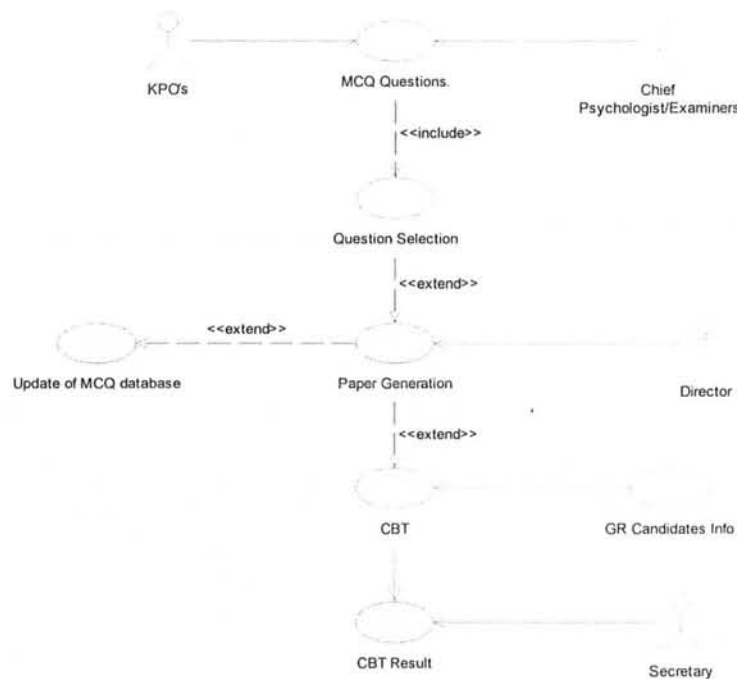 KPO's
MCQ Questions.
Chief
Psychologist/Examiners
<<include>>
Question Selection
<<extend>>
<<extend>>
Update of MCQ database
Paper Generation
Director
<<extend>>
CBT
GR Candidates Info
CBT Result
Secretary